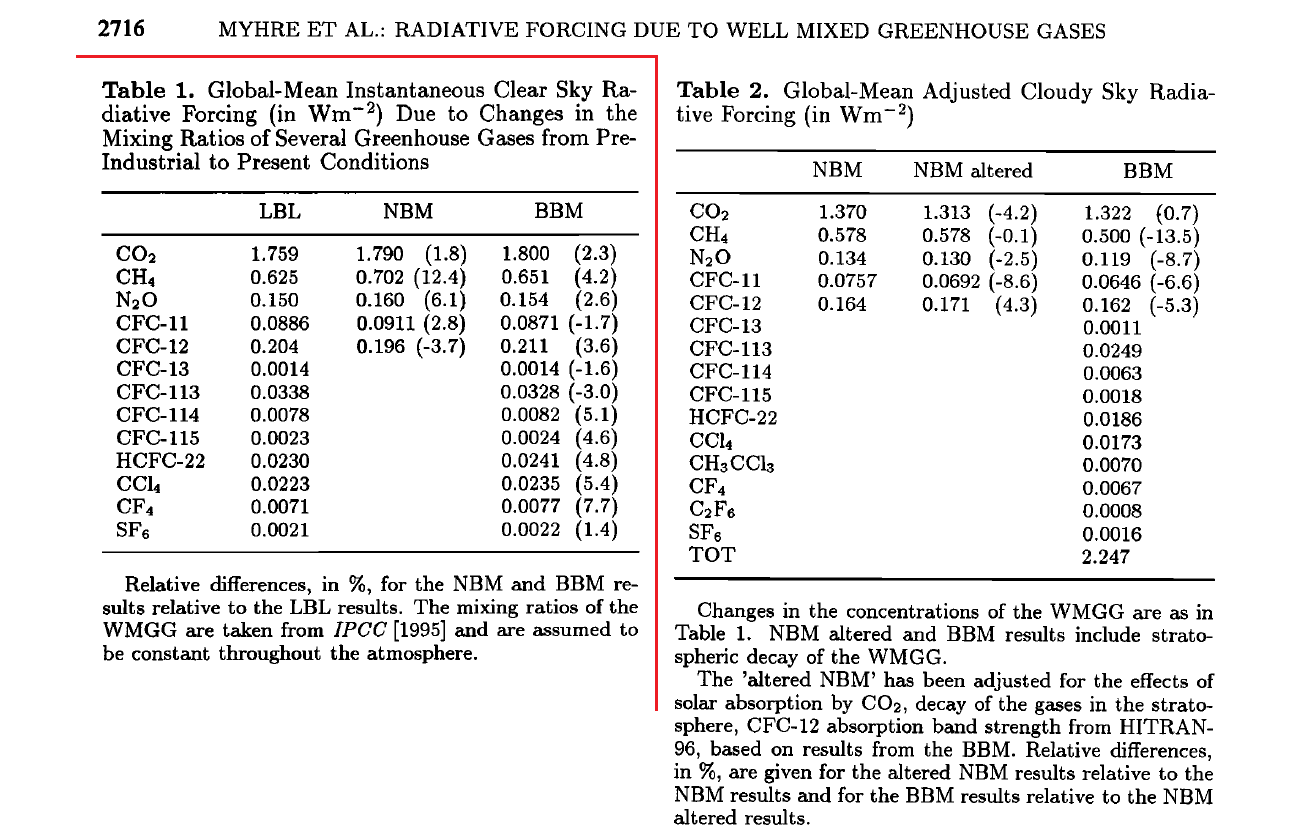 2716 MYHRE ET AL.: RADIATIVE FORCING DUE TO WELL MIXED GREENHOUSE GASES
Table 1. Global-Mean Instantaneous Clear Sky Ra-
diative Forcing (in Wm−2) Due to Changes in the
Mixing Ratios of Several Greenhouse Gases from Pre-
Industrial to Present Conditions
LBL NBM BBM
CO2 1.759 1.790 (1.8) 1.800 (2.3)
CH4 0.625 0.702 (12.4) 0.651 (4.2)
N2O 0.150 0.160 (6.1) 0.154 (2.6)
CFC-11 0.0886 0.0911 (2.8) 0.0871 (-1.7)
CFC-12 0.204 0.196 (-3.7) 0.211 (3.6)
CFC-13 0.0014 0.0014 (-1.6)
CFC-113 0.0338 0.0328 (-3.0)
CFC-114 0.0078 0.0082 (5.1)
CFC-115 0.0023 0.0024 (4.6)
HCFC-22 0.0230 0.0241 (4.8)
CCl4 0.0223 0.0235 (5.4)
CF4 0.0071 0.0077 (7.7)
SF6 0.0021 0.0022 (1.4)
Relative differences, in %, for the NBM and BBM re-
sults relative to the LBL results. The mixing ratios of the
WMGG are taken from IPCC [1995] and are assumed to
be constant throughout the atmosphere.
Table 2. Global-Mean Adjusted Cloudy Sky Radia-
tive Forcing (in Wm−2)
NBM NBM altered BBM
CO2 1.370 1.313 (-4.2) 1.322 (0.7)
CH4 0.578 0.578 (-0.1) 0.500 (-13.5)
N2O 0.134 0.130 (-2.5) 0.119 (-8.7)
CFC-11 0.0757 0.0692 (-8.6) 0.0646 (-6.6)
CFC-12 0.164 0.171 (4.3) 0.162 (-5.3)
CFC-13 0.0011
CFC-113 0.0249
CFC-114 0.0063
CFC-115 0.0018
HCFC-22 0.0186
CCl4 0.0173
CH3CCl3 0.0070
CF4 0.0067
C2F6 0.0008
SF6 0.0016
TOT 2.247
Changes in the concentrations of the WMGG are as in
Table 1. NBM altered and BBM results include strato-
spheric decay of the WMGG.
The 'altered NBM' has been adjusted for the effects of
solar absorption by CO2, decay of the gases in the strato-
sphere, CFC-12 absorption band strength from HITRAN-
96, based on results from the BBM. Relative differences,
in %, are given for the altered NBM results relative to the
NBM results and for the BBM results relative to the NBM
altered results.